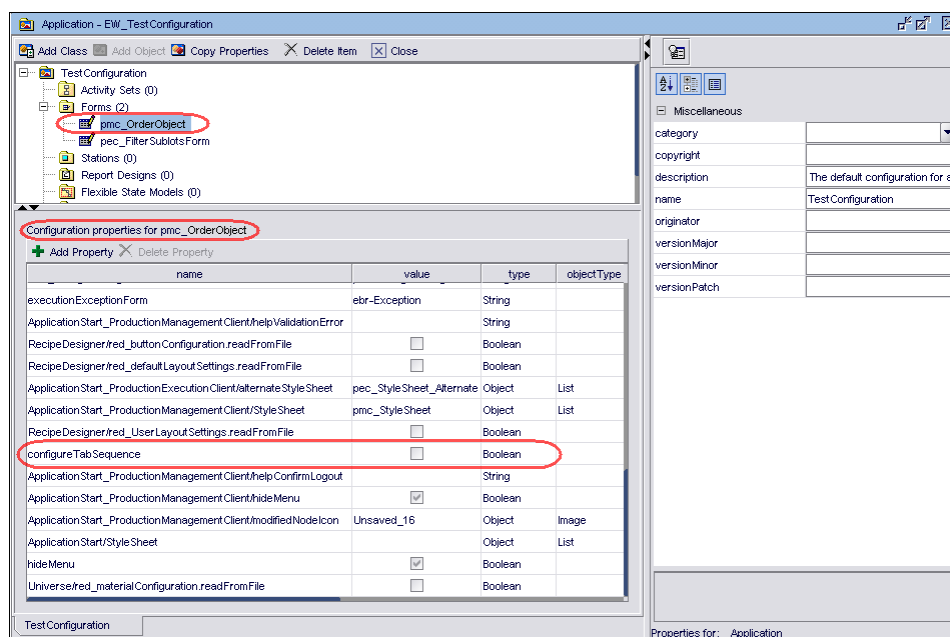 Application - EW_TestConfiguration
Add Class Add Object Copy Properties Delete Item Close
TestConfiguration
Activity Sets (0)
Forms (2)
pmc_OrderObject
pec_FilterSublotsForm
Stations (0)
Report Designs (0)
Flexible State Models (0)
Configuration properties for pmc_OrderObject
Add Property Delete Property
name value type objectType
executionExceptionForm ebr-Exception String
ApplicationStart_ProductionManagementClient/helpValidationError String
RecipeDesigner/red_buttonConfiguration.readFromFile Boolean
RecipeDesigner/red_defaultLayoutSettings.readFromFile Boolean
ApplicationStart_ProductionExecutionClient/alternateStyleSheet pec_StyleSheet_Alternate Object List
ApplicationStart_ProductionManagementClient/StyleSheet pmc_StyleSheet Object List
RecipeDesigner/red_UserLayoutSettings.readFromFile Boolean
configureTabSequence Boolean
ApplicationStart_ProductionManagementClient/helpConfirmLogout String
ApplicationStart_ProductionManagementClient/hideMenu Boolean
ApplicationStart_ProductionManagementClient/modifiedNodeIcon Unsaved_16 Object Image
ApplicationStart/StyleSheet Object List
hideMenu Boolean
Universe/red_materialConfiguration.readFromFile Boolean
TestConfiguration
Miscellaneous
category
copyright
description The default configuration for a
name TestConfiguration
originator
versionMajor
versionMinor
versionPatch
Properties for: Application